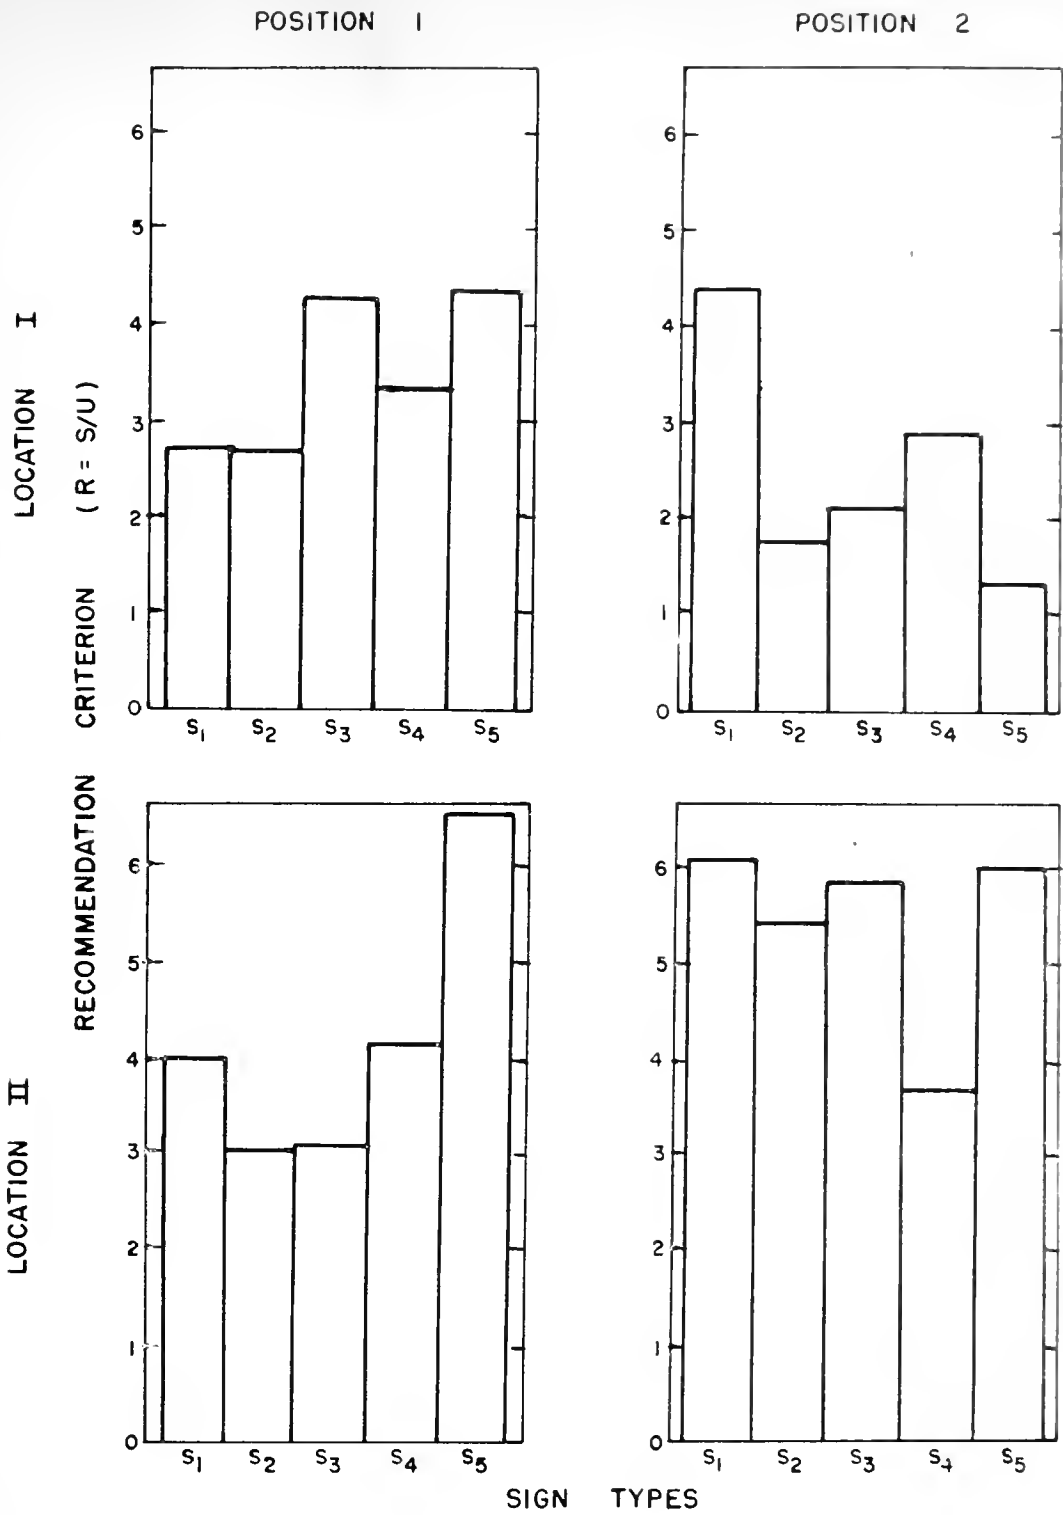 POSITION 1
POSITION 2
LOCATION I
LOCATION II
RECOMMENDATION CRITERION (R = S/U)
6
5
4
3
2
1
0
S1 S2 S3 S4 S5
6
5
4
3
2
1
0
S1 S2 S3 S4 S5
6
5
4
3
2
1
0
S1 S2 S3 S4 S5
6
5
4
3
2
1
0
S1 S2 S3 S4 S5
SIGN TYPES